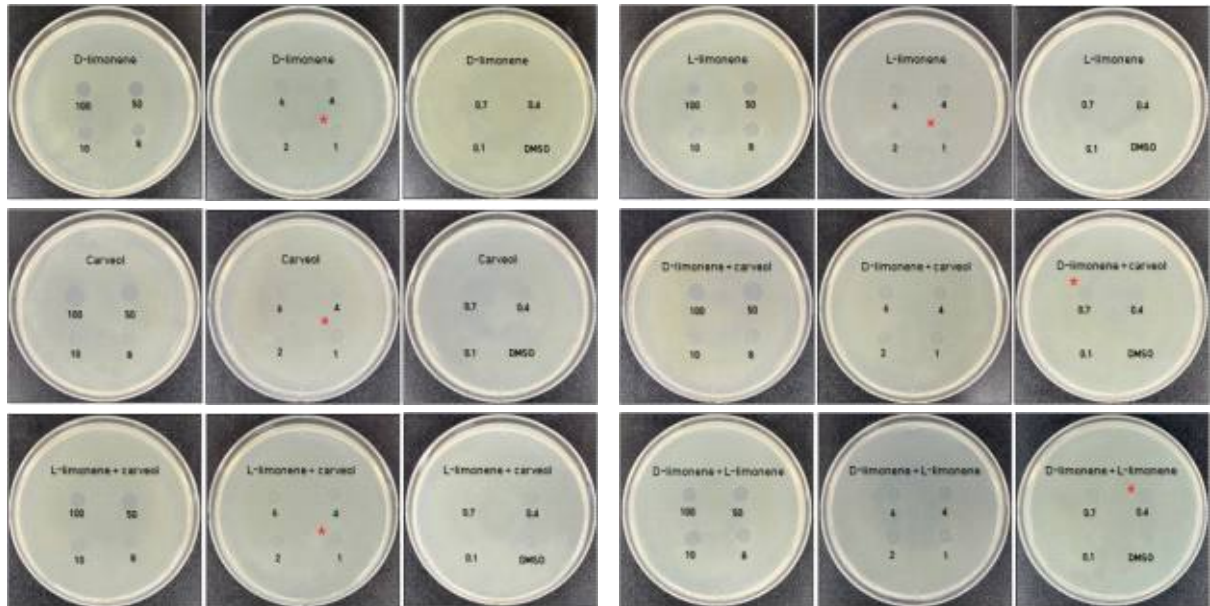 D-limonene
100 50
10 8
D-limonene
6 4
*
2 1
D-limonene
0.7 0.4
0.1 DMSO
L-limonene
100 50
10 8
L-limonene
6 4
*
2 1
L-limonene
0.7 0.4
0.1 DMSO
Carveol
100 50
10 8
Carveol
6 4
*
2 1
Carveol
0.7 0.4
0.1 DMSO
D-limonene + carveol
100 50
10 8
D-limonene + carveol
6 4
2 1
D-limonene + carveol
*
0.7 0.4
0.1 DMSO
L-limonene + carveol
100 50
10 8
L-limonene + carveol
6 4
*
2 1
L-limonene + carveol
0.7 0.4
0.1 DMSO
D-limonene + L-limonene
100 50
10 8
D-limonene + L-limonene
6 4
2 1
D-limonene + L-limonene
*
0.7 0.4
0.1 DMSO